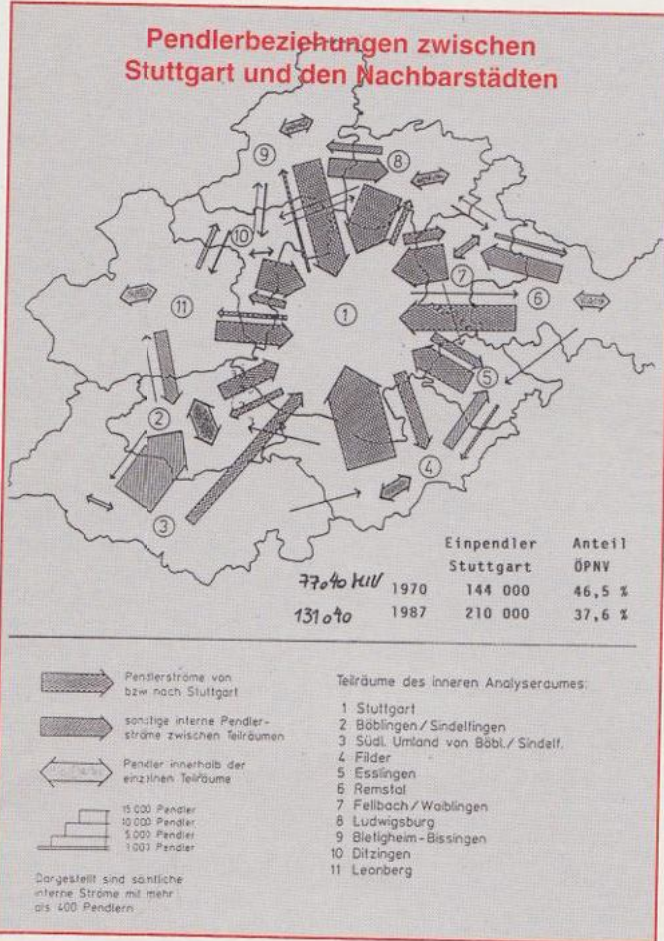 Pendlerbeziehungen zwischen
Stuttgart und den Nachbarstädten
9
8
10
7
6
11
1
5
2
4
3
Einpendler Anteil
Stuttgart ÖPNV
1970 144 000 46,5 %
1987 210 000 37,6 %
Pendlerströme von
bzw nach Stuttgart
sonstige interne Pendler-
ströme zwischen Teilräumen
Pendler innerhalb der
einzelnen Teilräume
15 000 Pendler
10 000 Pendler
5 000 Pendler
1 000 Pendler
Dargestellt sind sämtliche
interne Ströme mit mehr
als 400 Pendlern
Teilräume des inneren Analyseraumes:
1 Stuttgart
2 Böblingen/Sindelfingen
3 Südl. Umland von Böbl./Sindelf.
4 Filder
5 Esslingen
6 Remstal
7 Fellbach/Waiblingen
8 Ludwigsburg
9 Bietigheim-Bissingen
10 Ditzingen
11 Leonberg